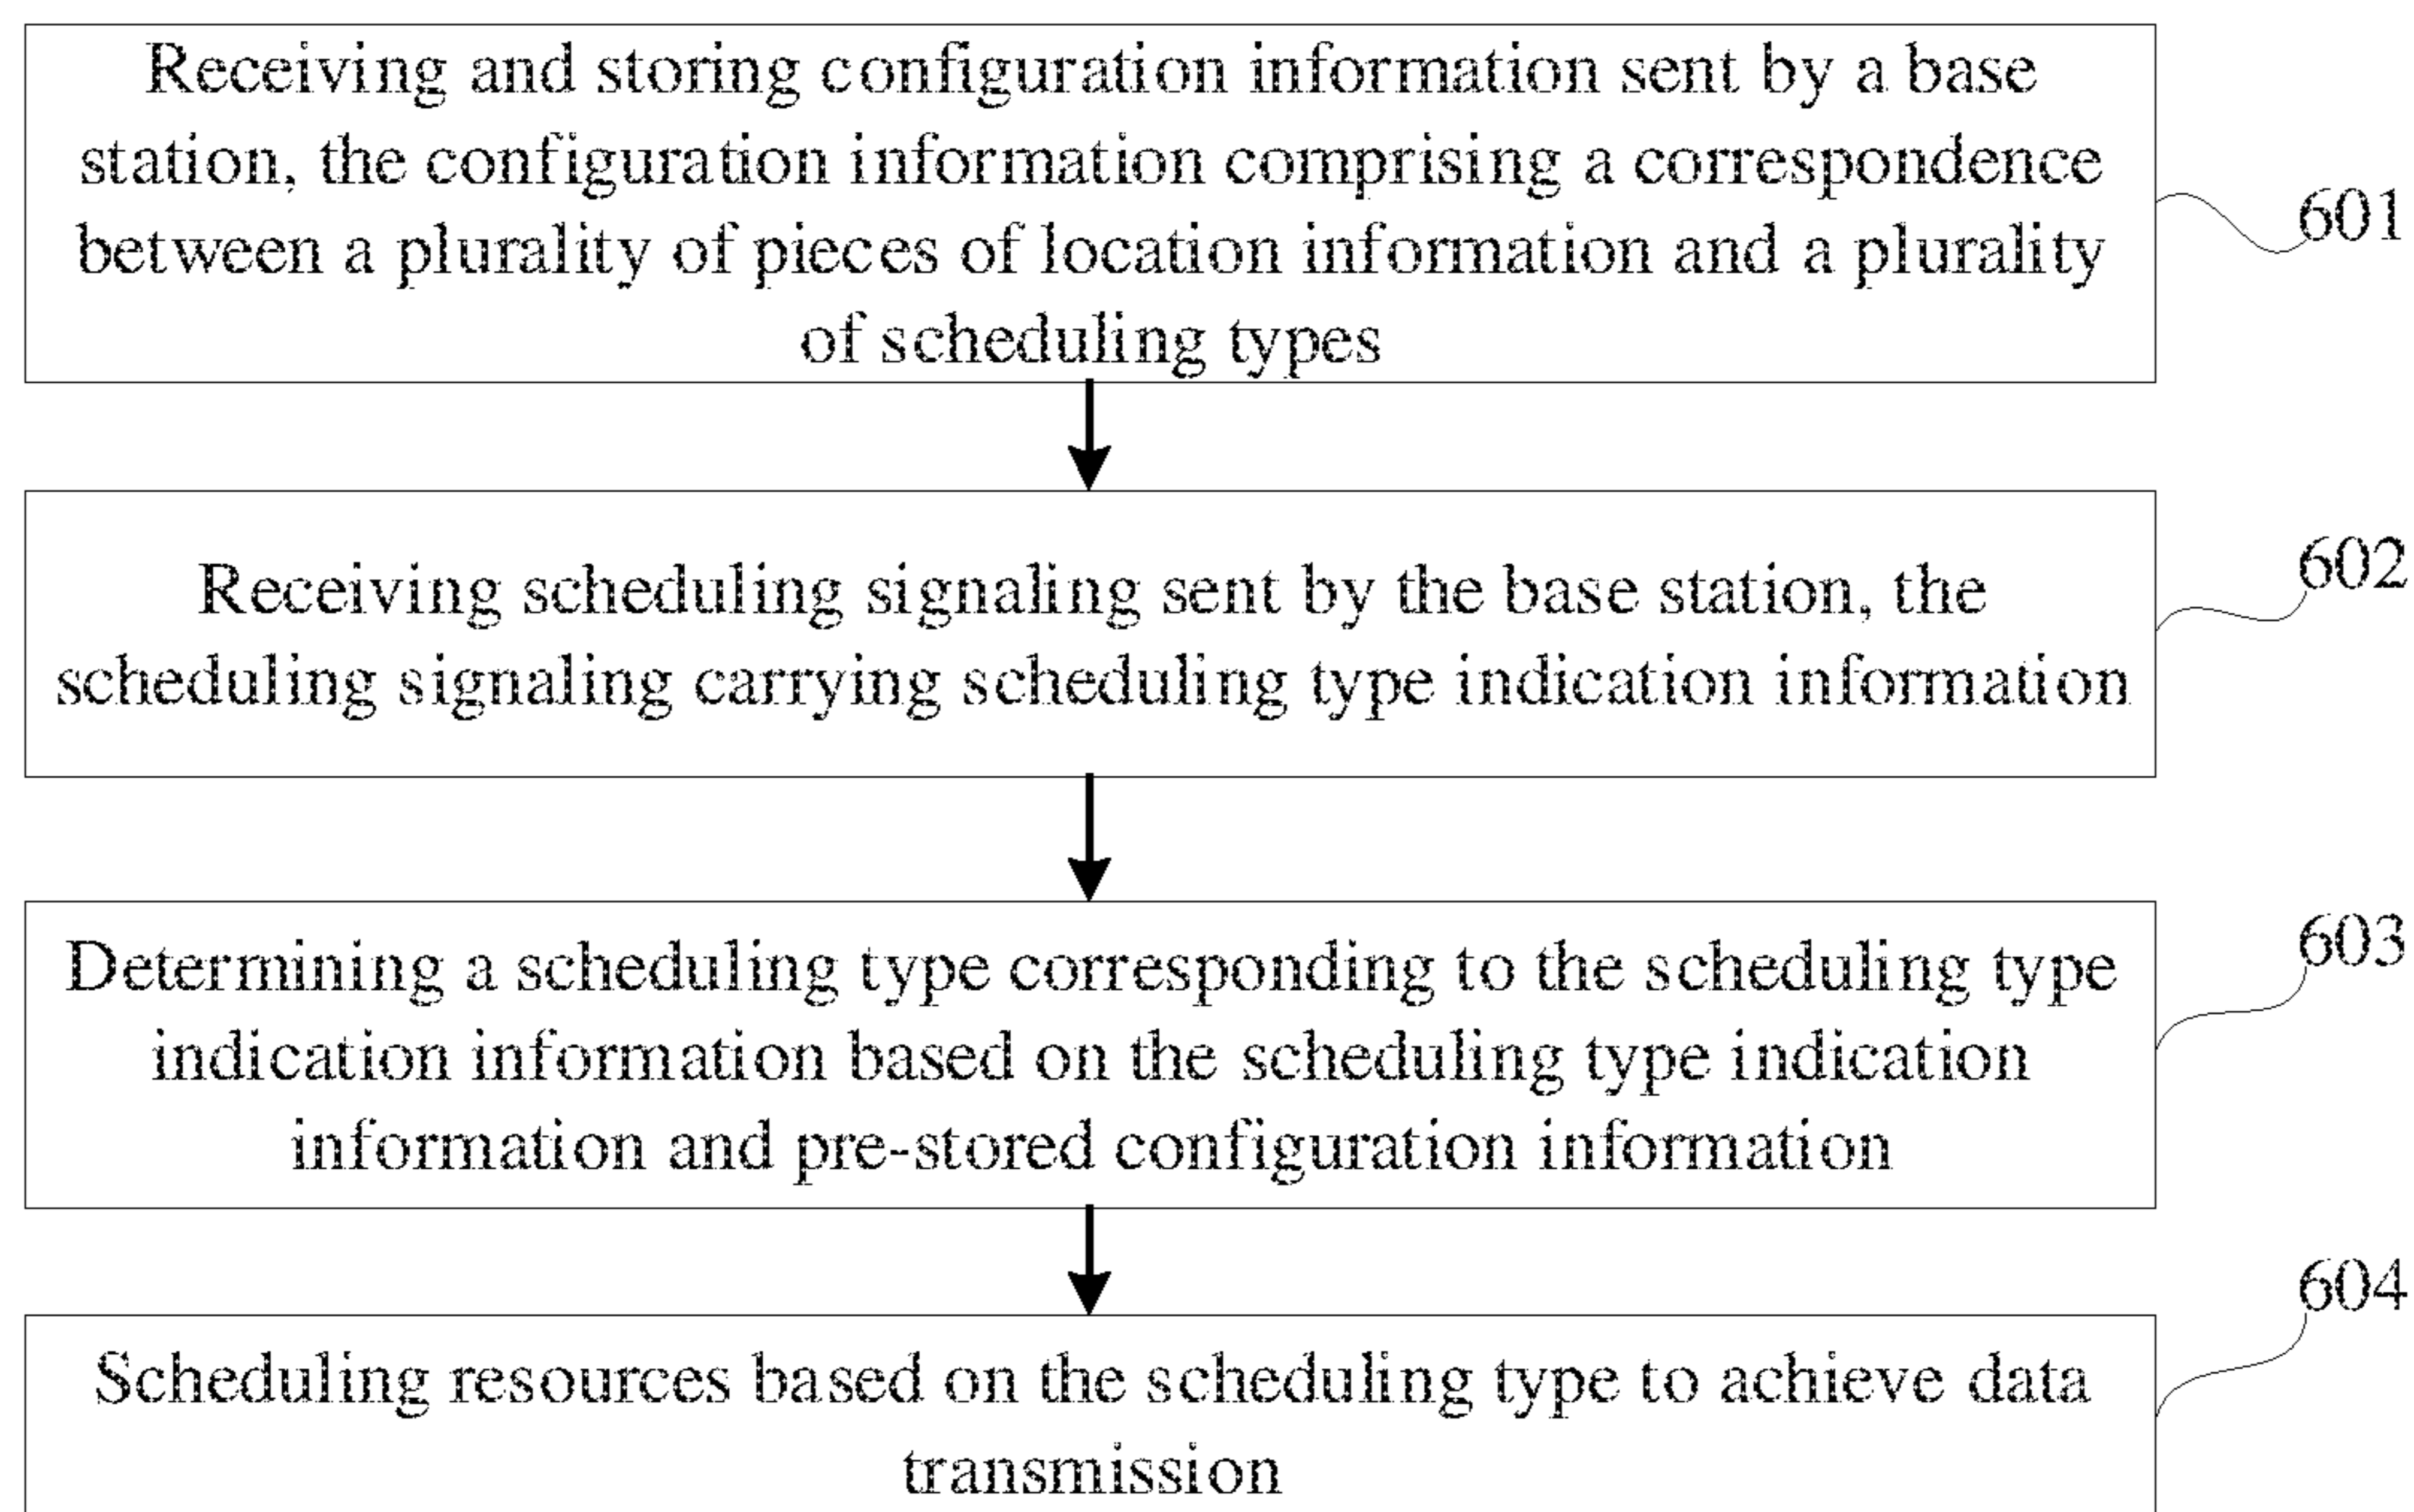 Receiving and storing configuration information sent by a base
station, the configuration information comprising a correspondence
between a plurality of pieces of location information and a plurality
of scheduling types
601
Receiving scheduling signaling sent by the base station, the
scheduling signaling carrying scheduling type indication information
602
Determining a scheduling type corresponding to the scheduling type
indication information based on the scheduling type indication
information and pre-stored configuration information
603
Scheduling resources based on the scheduling type to achieve data
transmission
604